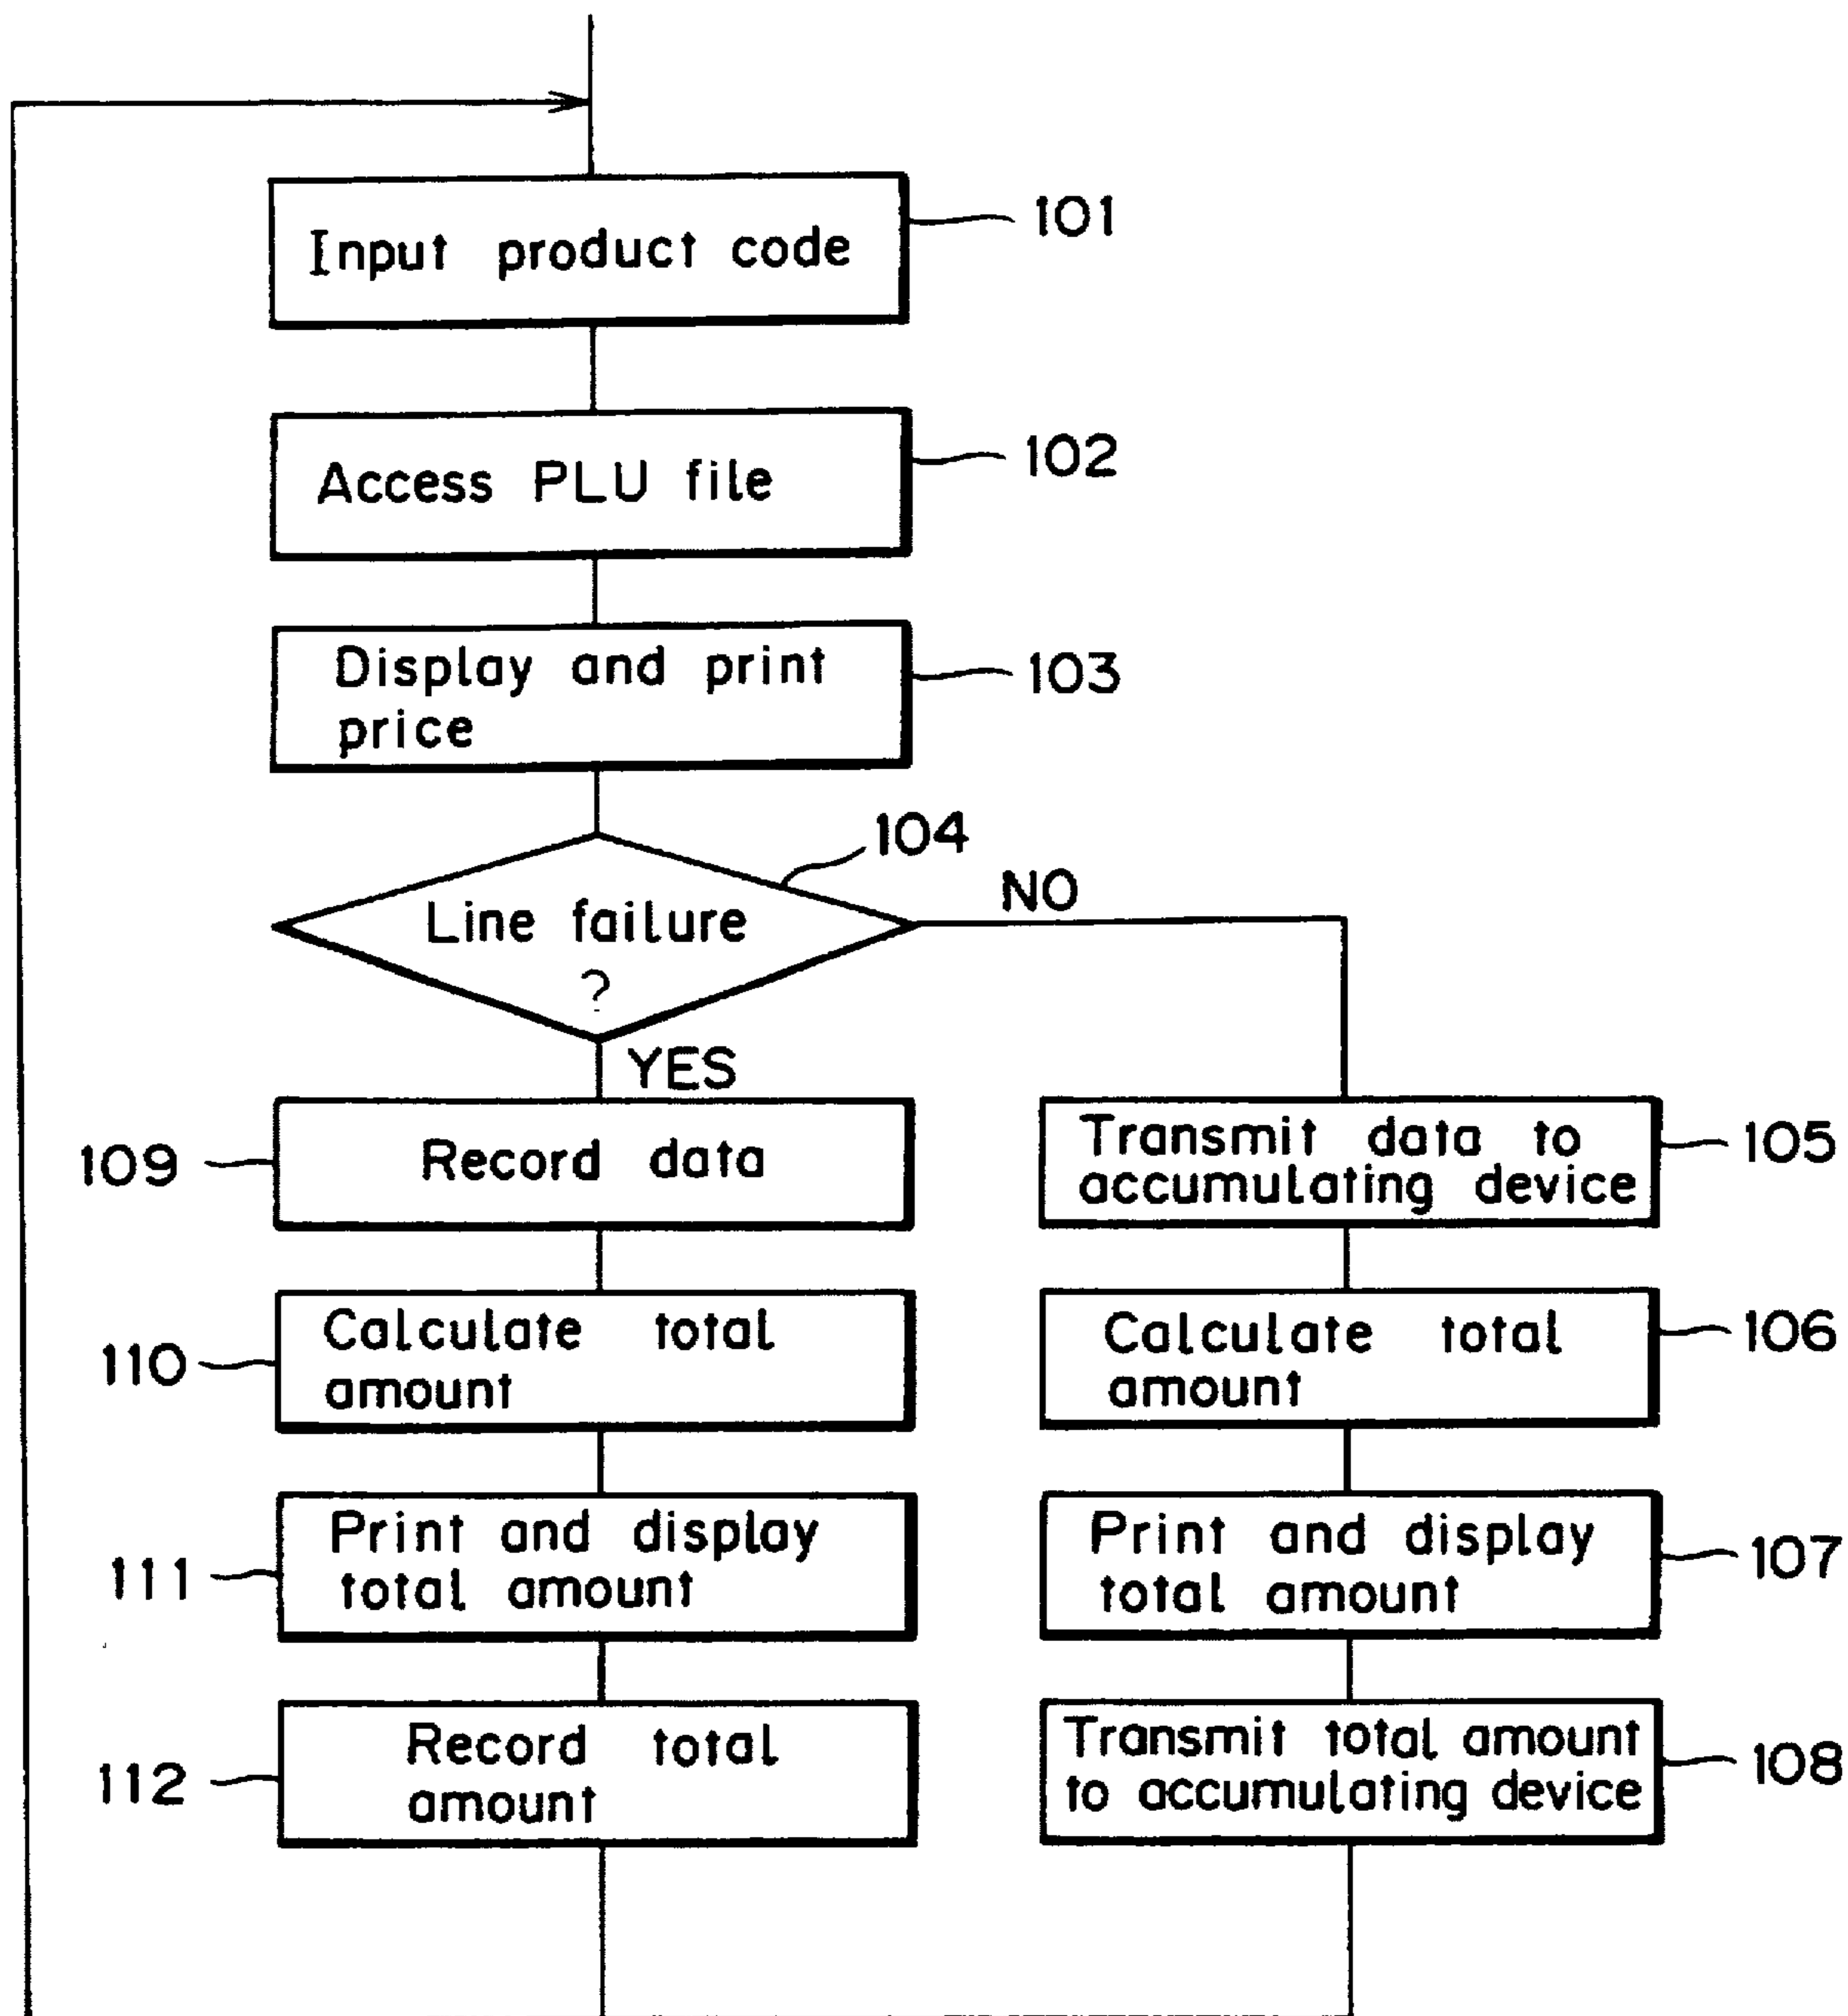 Input product code
101
Access PLU file
102
Display and print
price
103
104
Line failure
?
NO
YES
109
Record data
Transmit data to
accumulating device
105
110
Calculate total
amount
Calculate total
amount
106
111
Print and display
total amount
Print and display
total amount
107
112
Record total
amount
Transmit total amount
to accumulating device
108